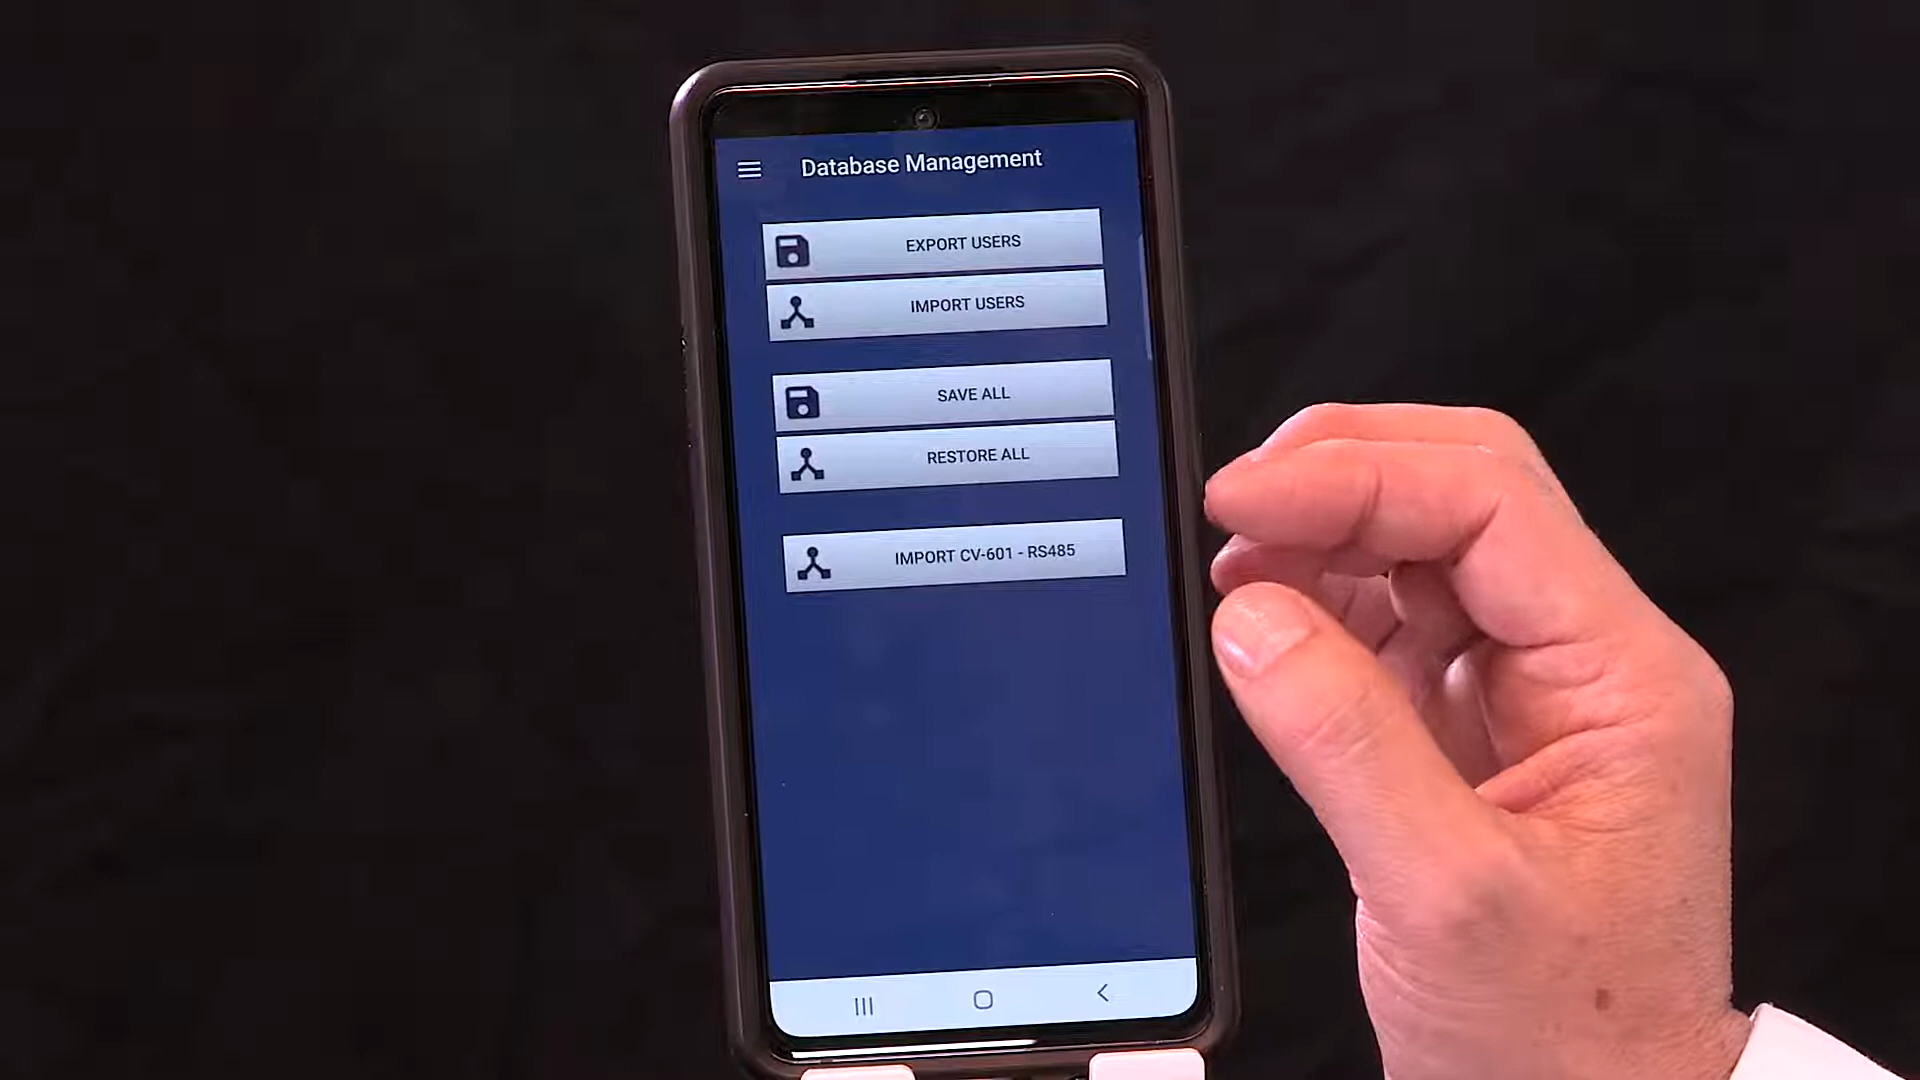 Database Management
EXPORT USERS
IMPORT USERS
SAVE ALL
RESTORE ALL
IMPORT CV-601 - RS485